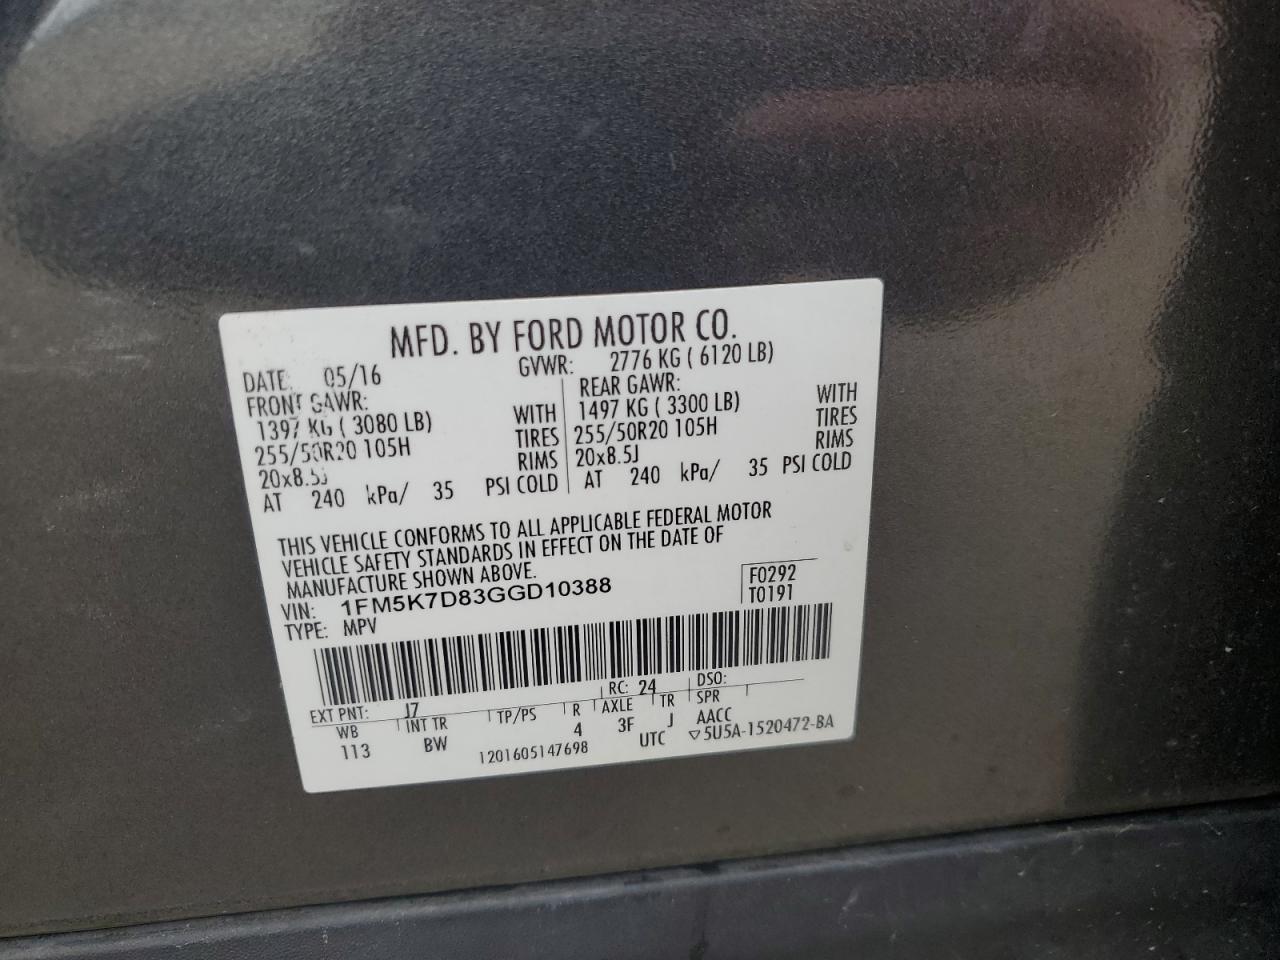 MFD. BY FORD MOTOR CO.
DATE: 05/16 GVWR: 2776 KG ( 6120 LB)
FRONT GAWR: REAR GAWR:
1397 KG ( 3080 LB) WITH 1497 KG ( 3300 LB) WITH
255/50R20 105H TIRES 255/50R20 105H TIRES
20x8.5J RIMS 20x8.5J RIMS
AT 240 kPa/ 35 PSI COLD AT 240 kPa/ 35 PSI COLD
THIS VEHICLE CONFORMS TO ALL APPLICABLE FEDERAL MOTOR
VEHICLE SAFETY STANDARDS IN EFFECT ON THE DATE OF
MANUFACTURE SHOWN ABOVE.
VIN: 1FM5K7D83GGD10388 F0292
TYPE: MPV T0191
EXT PNT: J7 RC: 24 DSO:
WB INT TR TP/PS R AXLE TR SPR
113 BW 4 3F J AACC
1201605147698 UTC ▽5U5A-1520472-BA